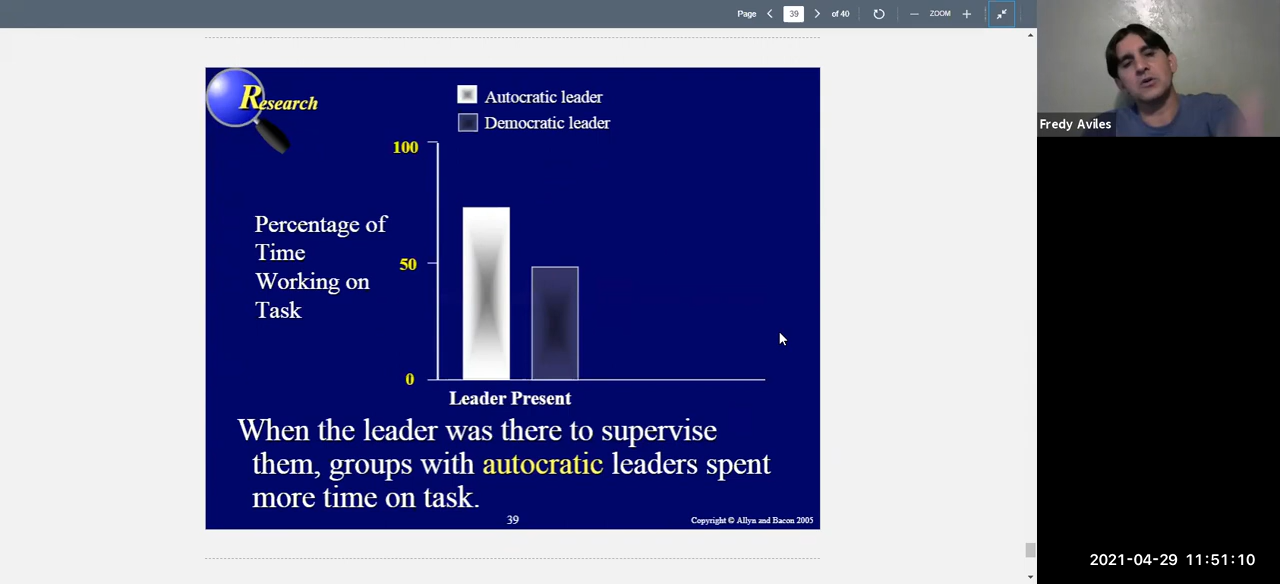 Page 39 of 40 ZOOM
Research
Autocratic leader
Democratic leader
100
50
0
Percentage of
Time
Working on
Task
Leader Present
When the leader was there to supervise
them, groups with autocratic leaders spent
more time on task.
39
Copyright © Allyn and Bacon 2005
Fredy Aviles
2021-04-29 11:51:10